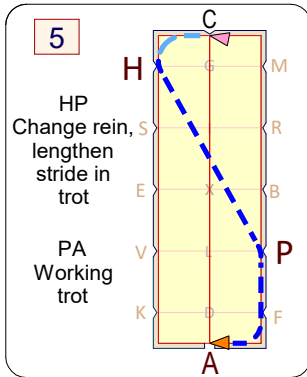 5
C
H G M
HP
Change rein,
lengthen
stride in
trot
S I R
E X B
PA
Working
trot
V L P
K D F
A